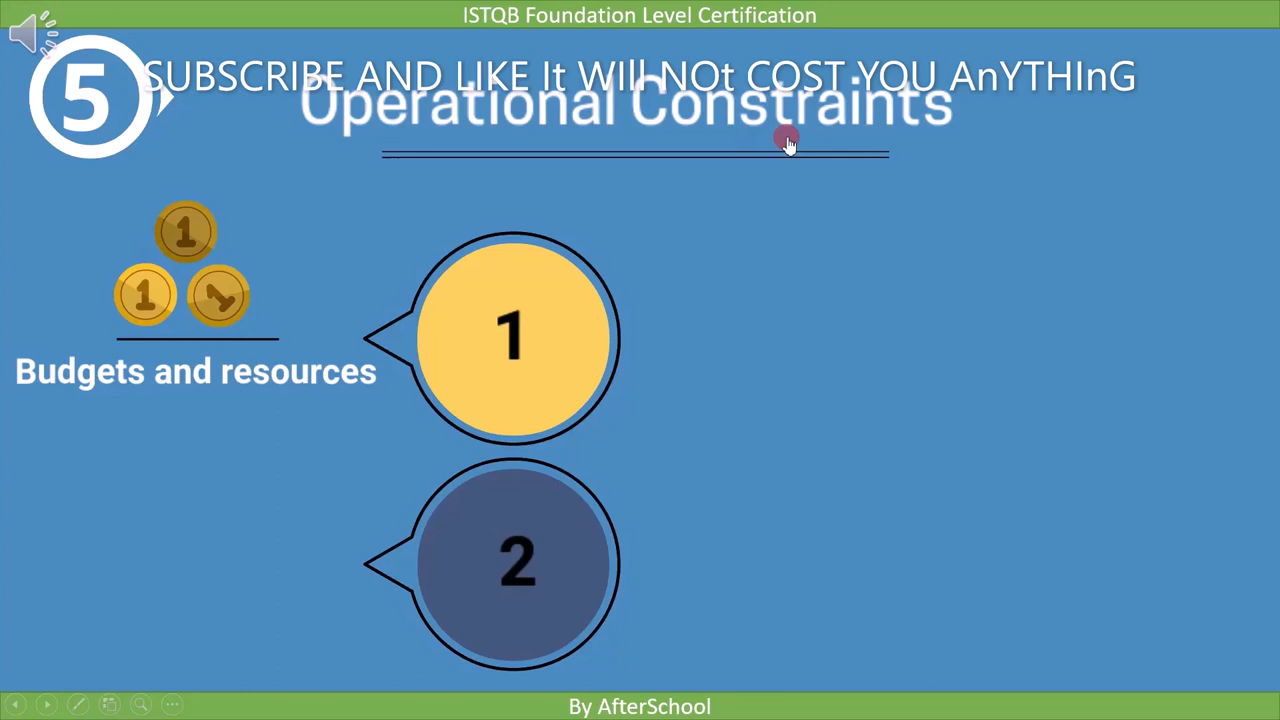 ISTQB Foundation Level Certification
5
SUBSCRIBE AND LIKE It WIll NOt COST YOU AnYTHInG
Operational Constraints
1
1
1
Budgets and resources
1
2
By AfterSchool